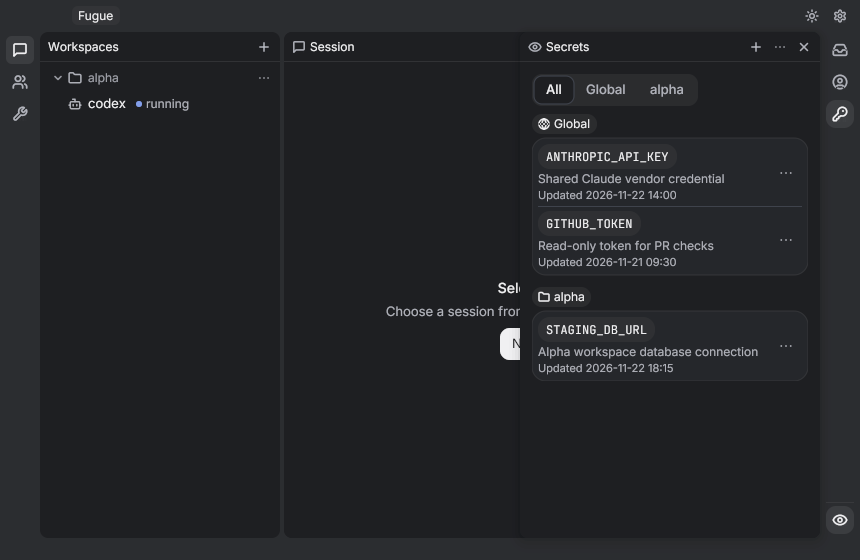 Fugue
Workspaces
alpha
codex running
Session
Choose a session from
Secrets
All Global alpha
Global
ANTHROPIC_API_KEY
Shared Claude vendor credential
Updated 2026-11-22 14:00
GITHUB_TOKEN
Read-only token for PR checks
Updated 2026-11-21 09:30
alpha
STAGING_DB_URL
Alpha workspace database connection
Updated 2026-11-22 18:15